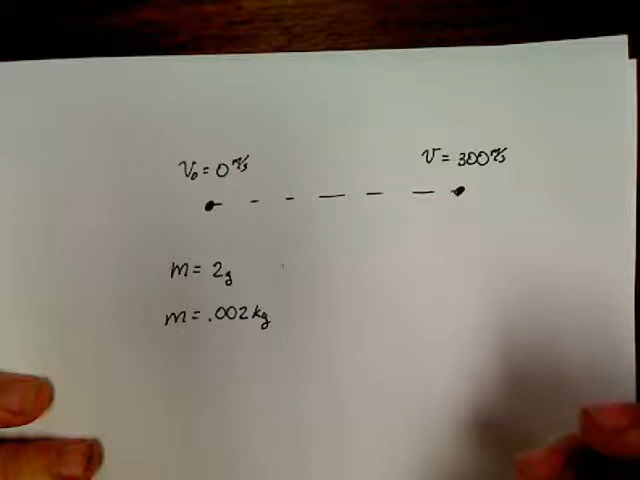 V₀ = 0 m/s
V = 300 m/s
m = 2g
m = .002 kg